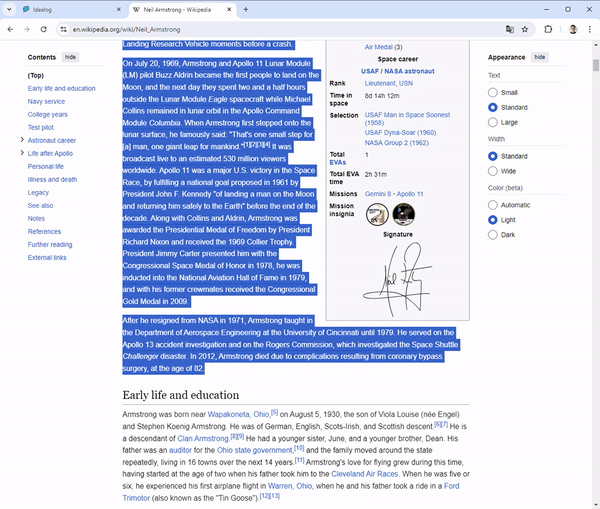 Idealog
Neil Armstrong - Wikipedia
en.wikipedia.org/wiki/Neil_Armstrong
Contents
hide
(Top)
Early life and education
Navy service
College years
Test pilot
Astronaut career
Life after Apollo
Personal life
Illness and death
Legacy
See also
Notes
References
Further reading
External links
Landing Research Vehicle moments before a crash.
On July 20, 1969, Armstrong and Apollo 11 Lunar Module
(LM) pilot Buzz Aldrin became the first people to land on the
Moon, and the next day they spent two and a half hours
outside the Lunar Module Eagle spacecraft while Michael
Collins remained in lunar orbit in the Apollo Command
Module Columbia. When Armstrong first stepped onto the
lunar surface, he famously said: "That's one small step for
[a] man, one giant leap for mankind."[1][2][3][4] It was
broadcast live to an estimated 530 million viewers
worldwide. Apollo 11 was a major U.S. victory in the Space
Race, by fulfilling a national goal proposed in 1961 by
President John F. Kennedy "of landing a man on the Moon
and returning him safely to the Earth" before the end of the
decade. Along with Collins and Aldrin, Armstrong was
awarded the Presidential Medal of Freedom by President
Richard Nixon and received the 1969 Collier Trophy.
President Jimmy Carter presented him with the
Congressional Space Medal of Honor in 1978, he was
inducted into the National Aviation Hall of Fame in 1979,
and with his former crewmates received the Congressional
Gold Medal in 2009.
After he resigned from NASA in 1971, Armstrong taught in
the Department of Aerospace Engineering at the University of Cincinnati until 1979. He served on the
Apollo 13 accident investigation and on the Rogers Commission, which investigated the Space Shuttle
Challenger disaster. In 2012, Armstrong died due to complications resulting from coronary bypass
surgery, at the age of 82.
Early life and education
Armstrong was born near Wapakoneta, Ohio,[5] on August 5, 1930, the son of Viola Louise (née Engel)
and Stephen Koenig Armstrong. He was of German, English, Scots-Irish, and Scottish descent.[6][7] He is
a descendant of Clan Armstrong.[8][9] He had a younger sister, June, and a younger brother, Dean. His
father was an auditor for the Ohio state government,[10] and the family moved around the state
repeatedly, living in 16 towns over the next 14 years.[11] Armstrong's love for flying grew during this time,
having started at the age of two when his father took him to the Cleveland Air Races. When he was five or
six, he experienced his first airplane flight in Warren, Ohio, when he and his father took a ride in a Ford
Trimotor (also known as the "Tin Goose").[12][13]
Air Medal (3)
Space career
USAF / NASA astronaut
Rank Lieutenant, USN
Time in space 8d 14h 12m
Selection USAF Man in Space Soonest (1958)
USAF Dyna-Soar (1960)
NASA Group 2 (1962)
Total EVAs 1
Total EVA time 2h 31m
Missions Gemini 8 · Apollo 11
Mission insignia
Signature
Appearance
hide
Text
Small
Standard
Large
Width
Standard
Wide
Color (beta)
Automatic
Light
Dark